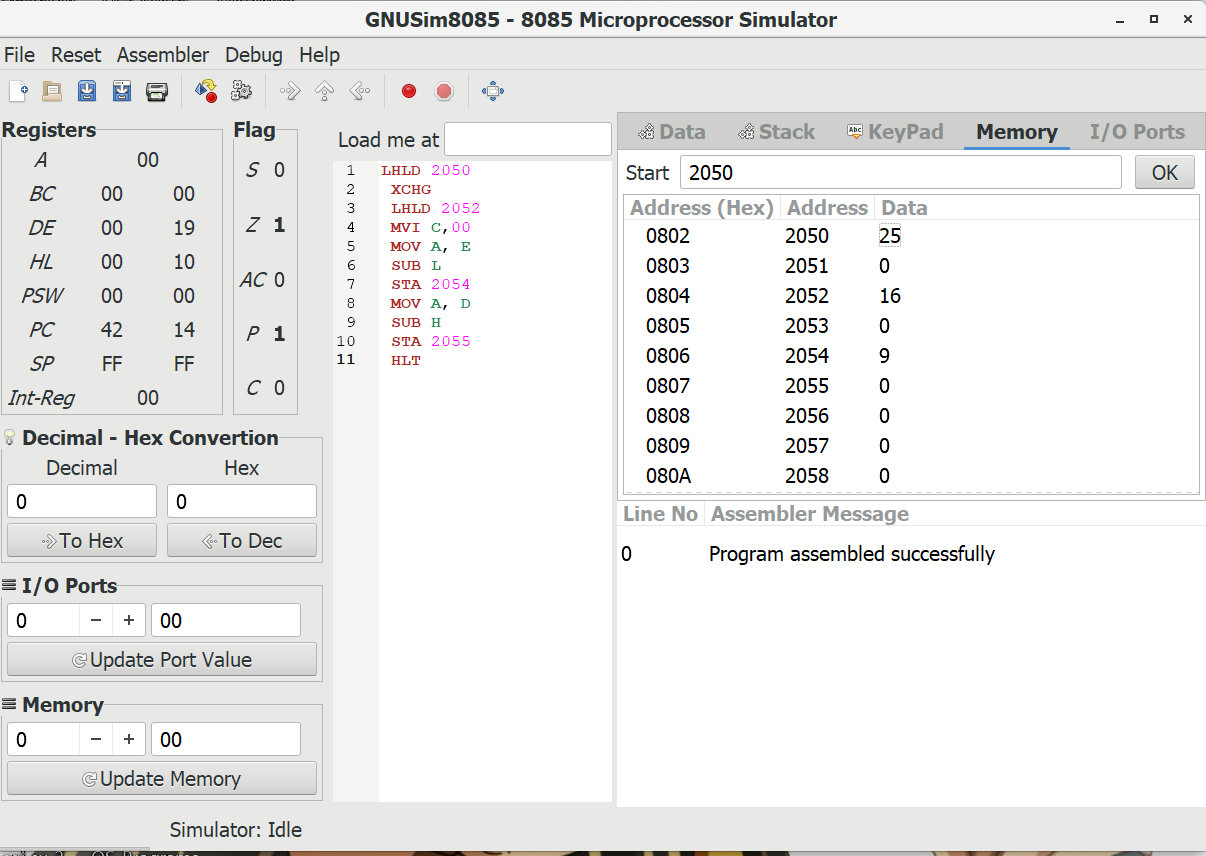 GNUSim8085 - 8085 Microprocessor Simulator
File Reset Assembler Debug Help
Registers
A 00
BC 00 00
DE 00 19
HL 00 10
PSW 00 00
PC 42 14
SP FF FF
Int-Reg 00
Flag
S 0
Z 1
AC 0
P 1
C 0
Decimal - Hex Convertion
Decimal Hex
0 0
To Hex To Dec
I/O Ports
0 − + 00
Update Port Value
Memory
0 − + 00
Update Memory
Load me at
1 LHLD 2050
2 XCHG
3 LHLD 2052
4 MVI C,00
5 MOV A, E
6 SUB L
7 STA 2054
8 MOV A, D
9 SUB H
10 STA 2055
11 HLT
Data Stack Abc KeyPad Memory I/O Ports
Start 2050 OK
Address (Hex) Address Data
0802 2050 25
0803 2051 0
0804 2052 16
0805 2053 0
0806 2054 9
0807 2055 0
0808 2056 0
0809 2057 0
080A 2058 0
Line No Assembler Message
0 Program assembled successfully
Simulator: Idle